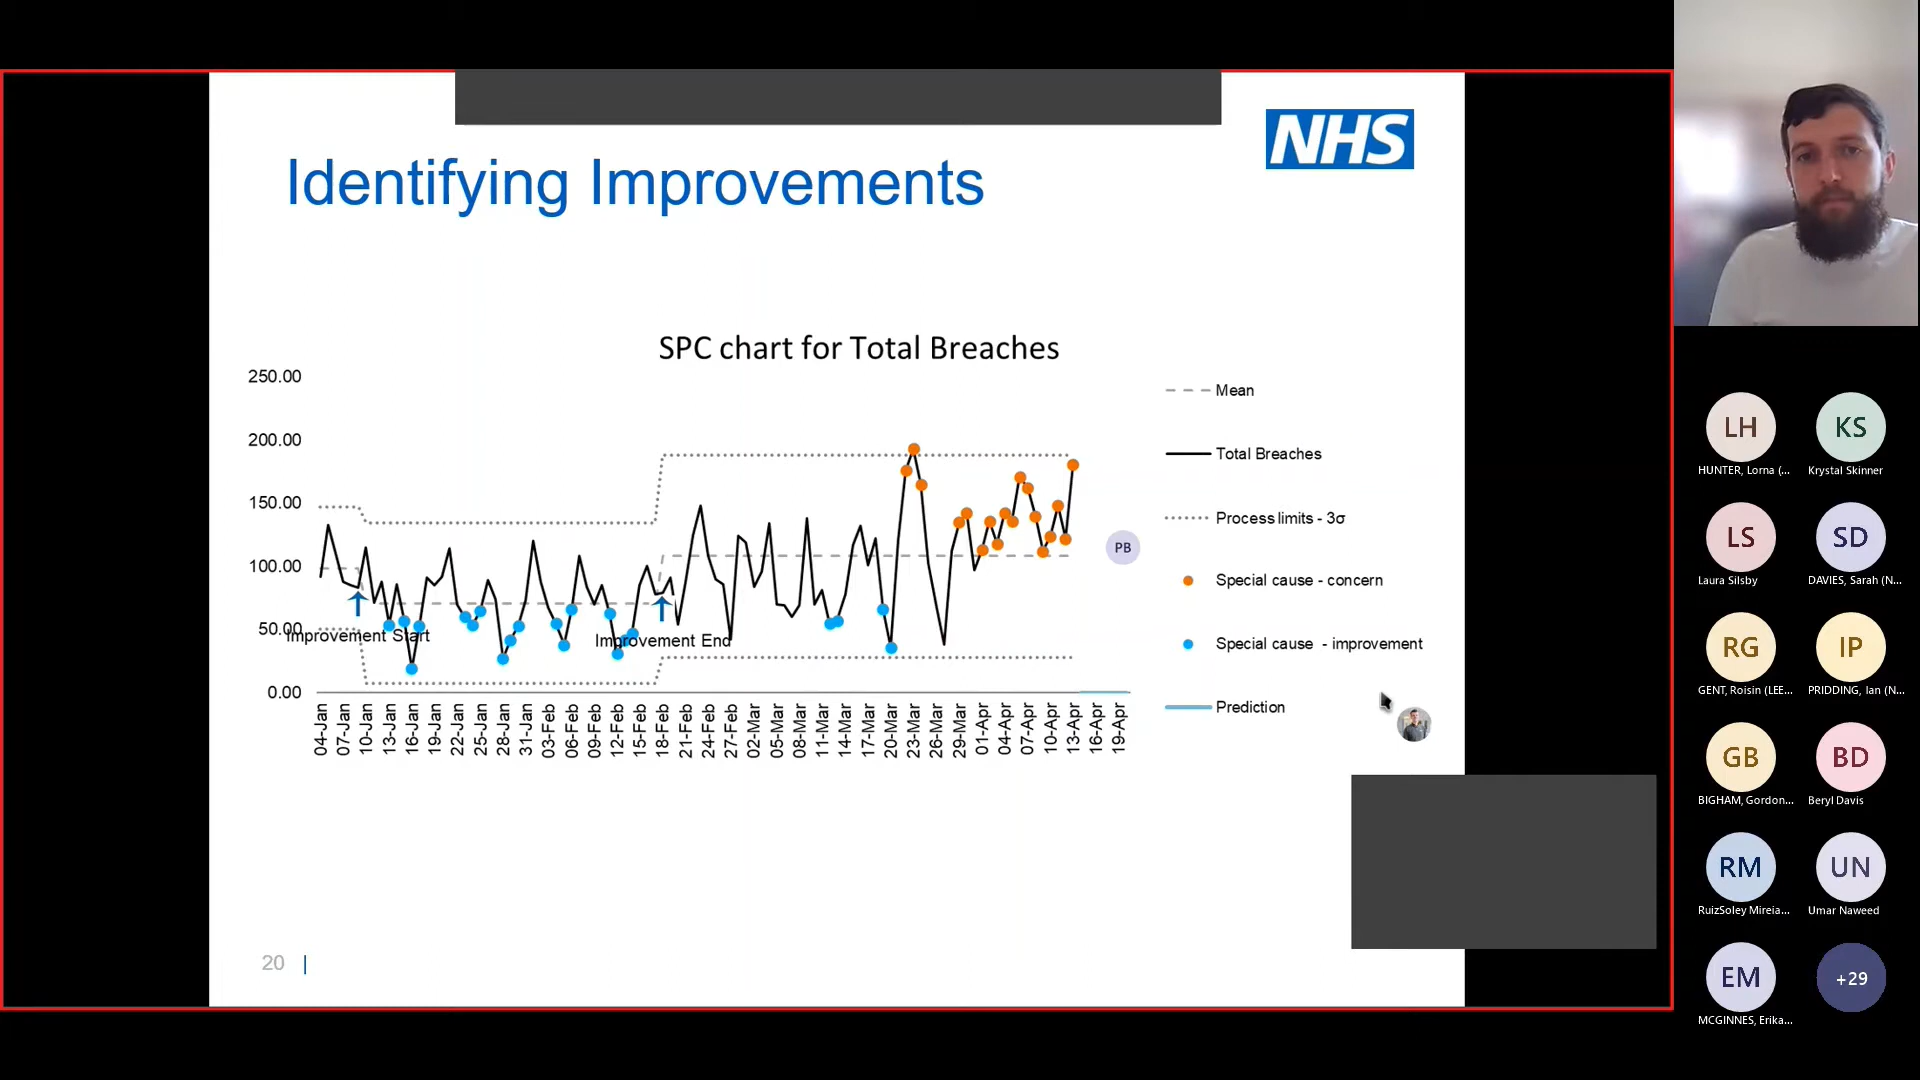 NHS
Identifying Improvements
SPC chart for Total Breaches
250.00
200.00
150.00
100.00
50.00
0.00
Improvement Start
Improvement End
04-Jan
07-Jan
10-Jan
13-Jan
16-Jan
19-Jan
22-Jan
25-Jan
28-Jan
31-Jan
03-Feb
06-Feb
09-Feb
12-Feb
15-Feb
18-Feb
21-Feb
24-Feb
27-Feb
02-Mar
05-Mar
08-Mar
11-Mar
14-Mar
17-Mar
20-Mar
23-Mar
26-Mar
29-Mar
01-Apr
04-Apr
07-Apr
10-Apr
13-Apr
16-Apr
19-Apr
Mean
Total Breaches
Process limits - 3σ
Special cause - concern
Special cause - improvement
Prediction
PB
20
LH
HUNTER, Lorna (...
KS
Krystal Skinner
LS
Laura Silsby
SD
DAVIES, Sarah (N...
RG
GENT, Roisin (LEE...
IP
PRIDDING, Ian (N...
GB
BIGHAM, Gordon...
BD
Beryl Davis
RM
RuizSoley Mireia...
UN
Umar Naweed
EM
MCGINNES, Erika...
+29